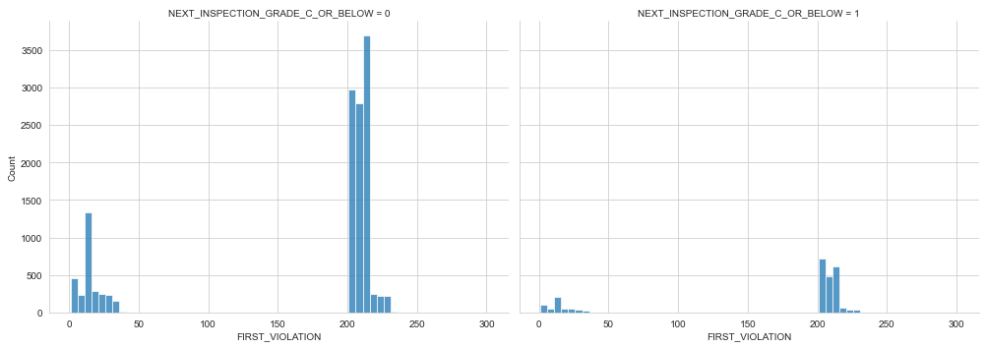 NEXT_INSPECTION_GRADE_C_OR_BELOW = 0
NEXT_INSPECTION_GRADE_C_OR_BELOW = 1
3500
3000
2500
2000
1500
1000
500
0
Count
0 50 100 150 200 250 300
0 50 100 150 200 250 300
FIRST_VIOLATION
FIRST_VIOLATION